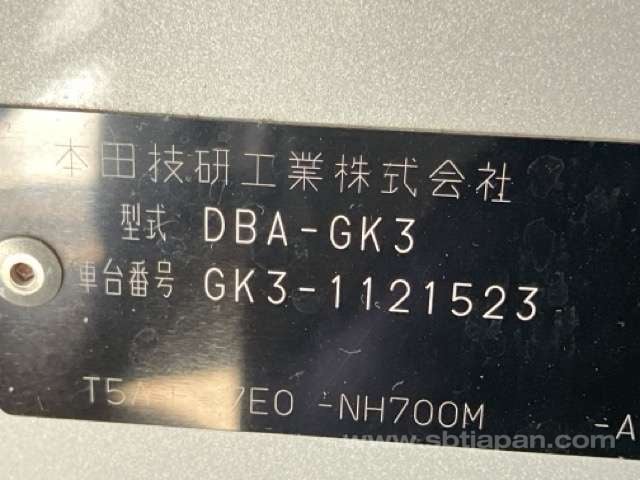 本田技研工業株式会社
型式 DBA-GK3
車台番号 GK3-1121523
7E0 -NH700M -A
www.sbtjapan.com